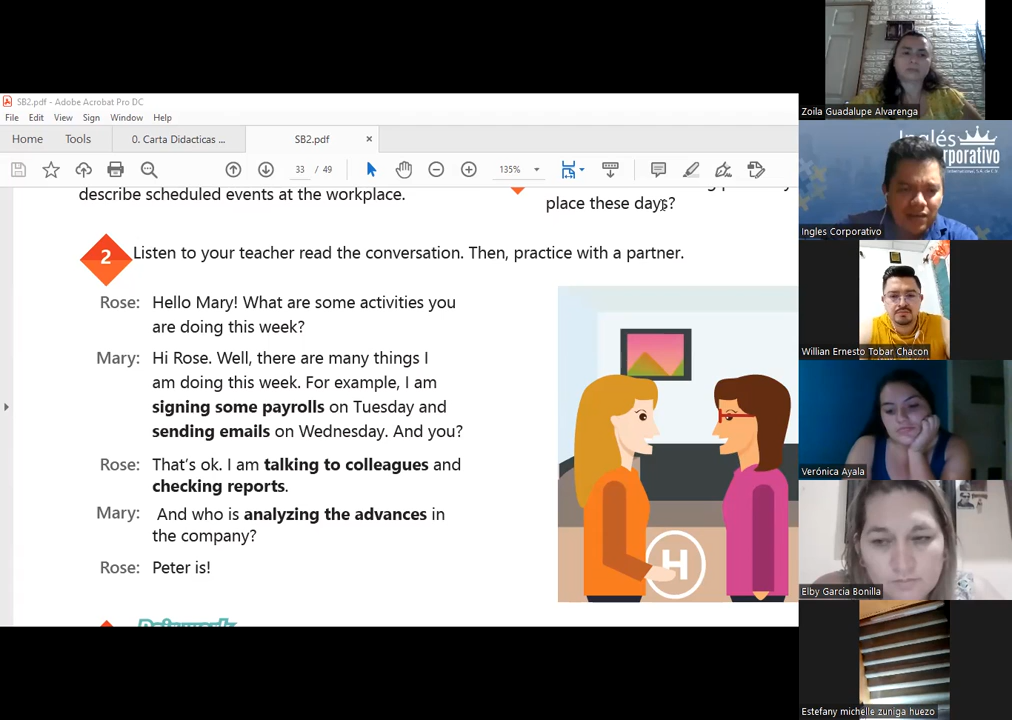 SB2.pdf - Adobe Acrobat Pro DC
File Edit View Sign Window Help
Home Tools 0. Carta Didacticas ... SB2.pdf ×
33 / 49 135%
describe scheduled events at the workplace.
place these days?
2 Listen to your teacher read the conversation. Then, practice with a partner.
Rose: Hello Mary! What are some activities you
are doing this week?
Mary: Hi Rose. Well, there are many things I
am doing this week. For example, I am
signing some payrolls on Tuesday and
sending emails on Wednesday. And you?
Rose: That's ok. I am talking to colleagues and
checking reports.
Mary: And who is analyzing the advances in
the company?
Rose: Peter is!
H
Zoila Guadalupe Alvarenga
Inglés
orporativo
Ingles Corporativo
Willian Ernesto Tobar Chacon
Verónica Ayala
Elby Garcia Bonilla
Estefany michelle zuniga huezo